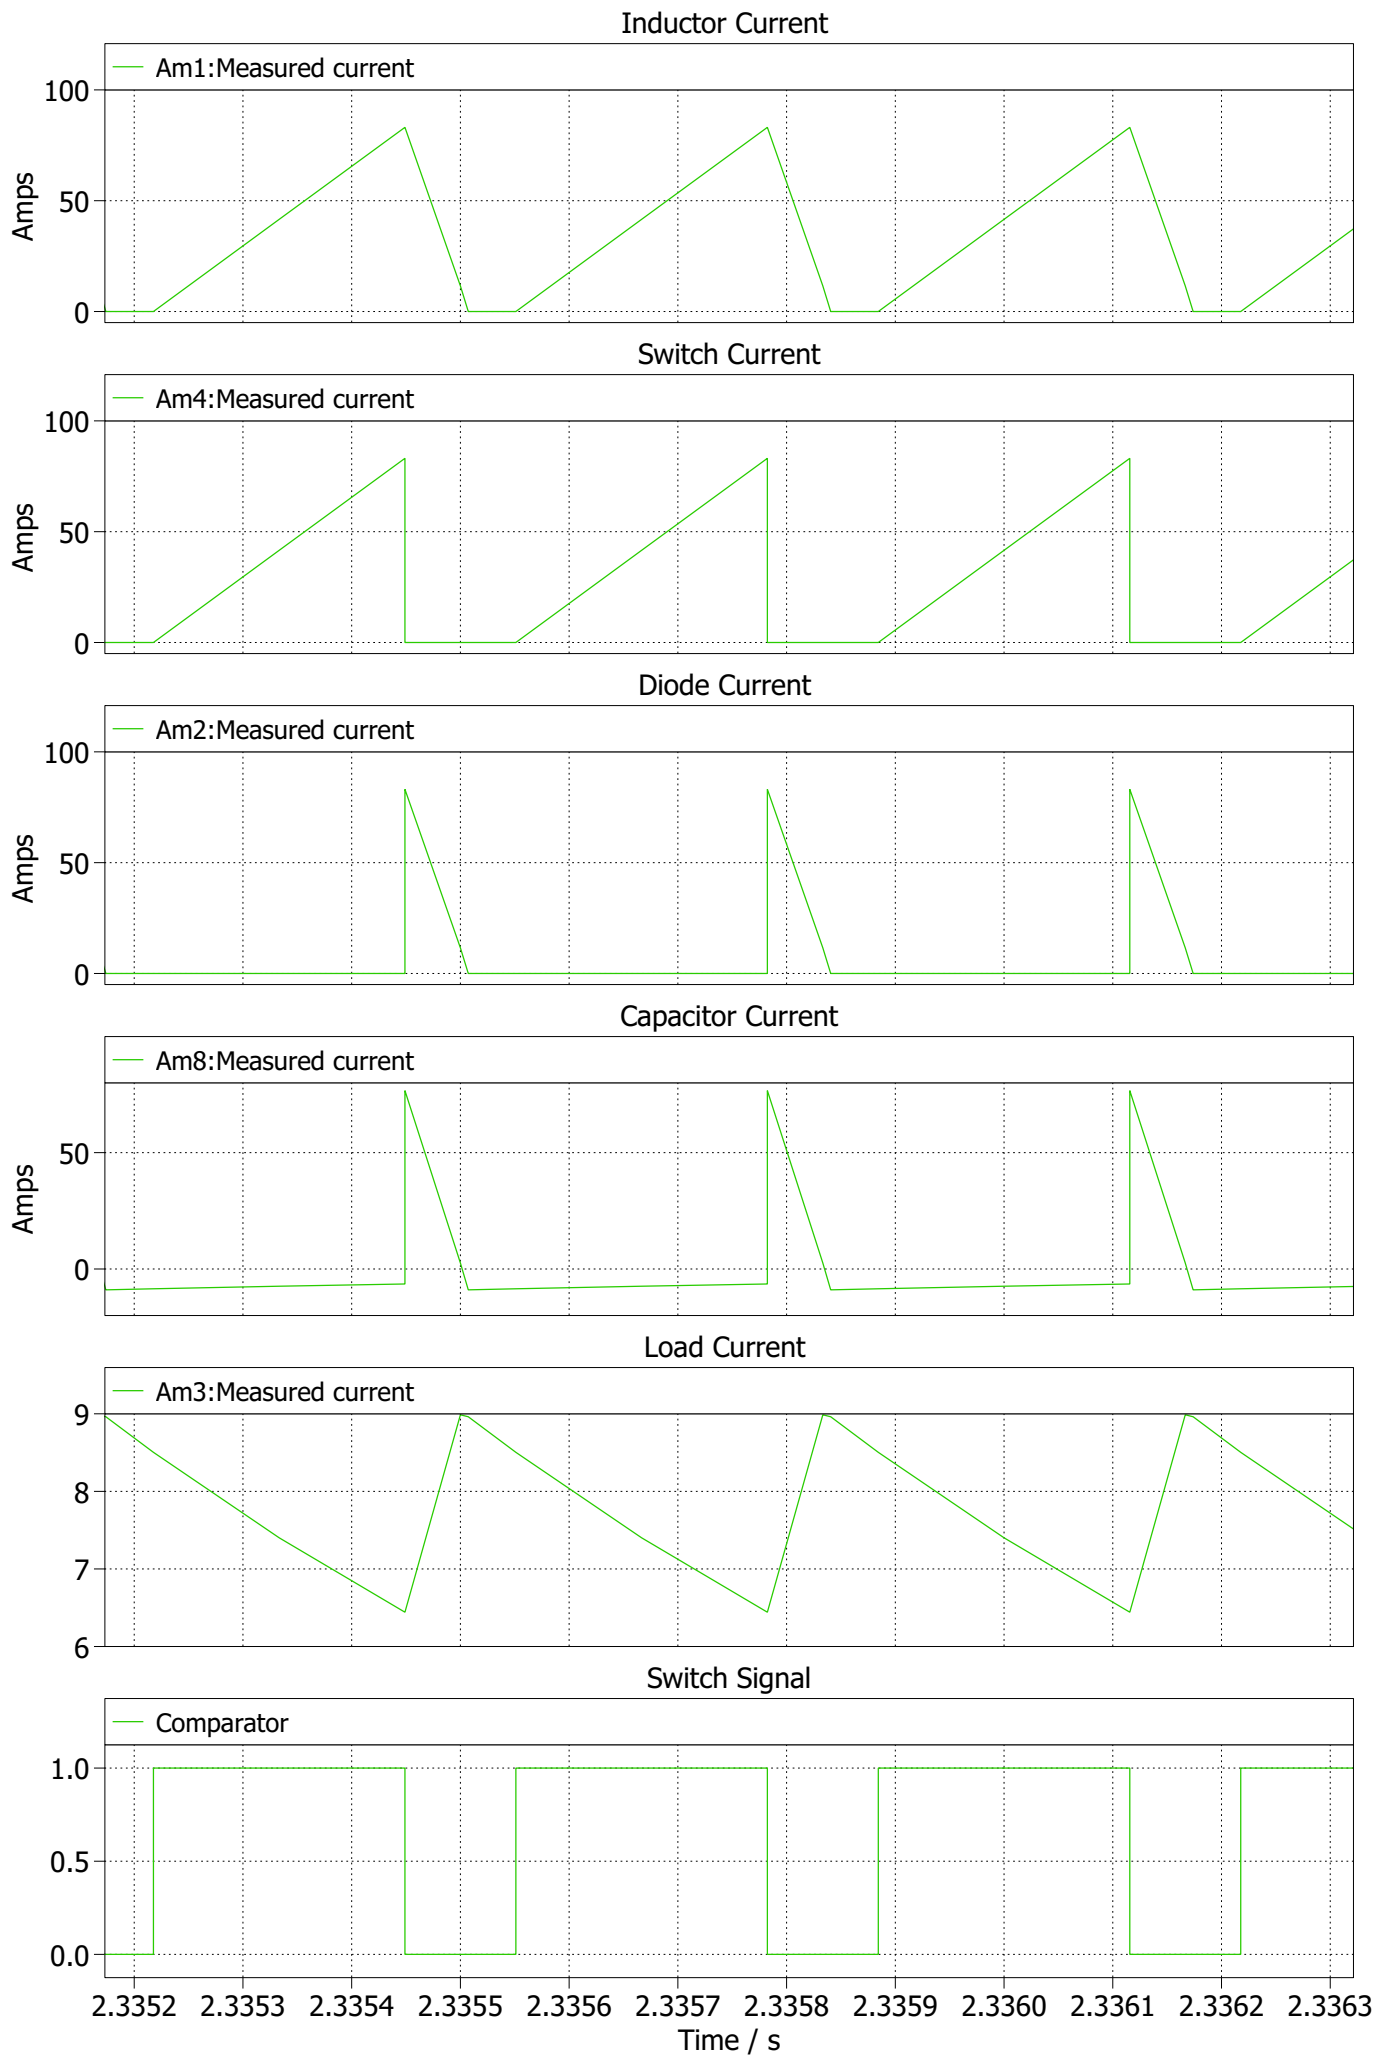 Inductor Current
Am1:Measured current
100
50
0
Amps
Switch Current
Am4:Measured current
100
50
0
Amps
Diode Current
Am2:Measured current
100
50
0
Amps
Capacitor Current
Am8:Measured current
50
0
Amps
Load Current
Am3:Measured current
9
8
7
6
Switch Signal
Comparator
1.0
0.5
0.0
2.3352 2.3353 2.3354 2.3355 2.3356 2.3357 2.3358 2.3359 2.3360 2.3361 2.3362 2.3363
Time / s